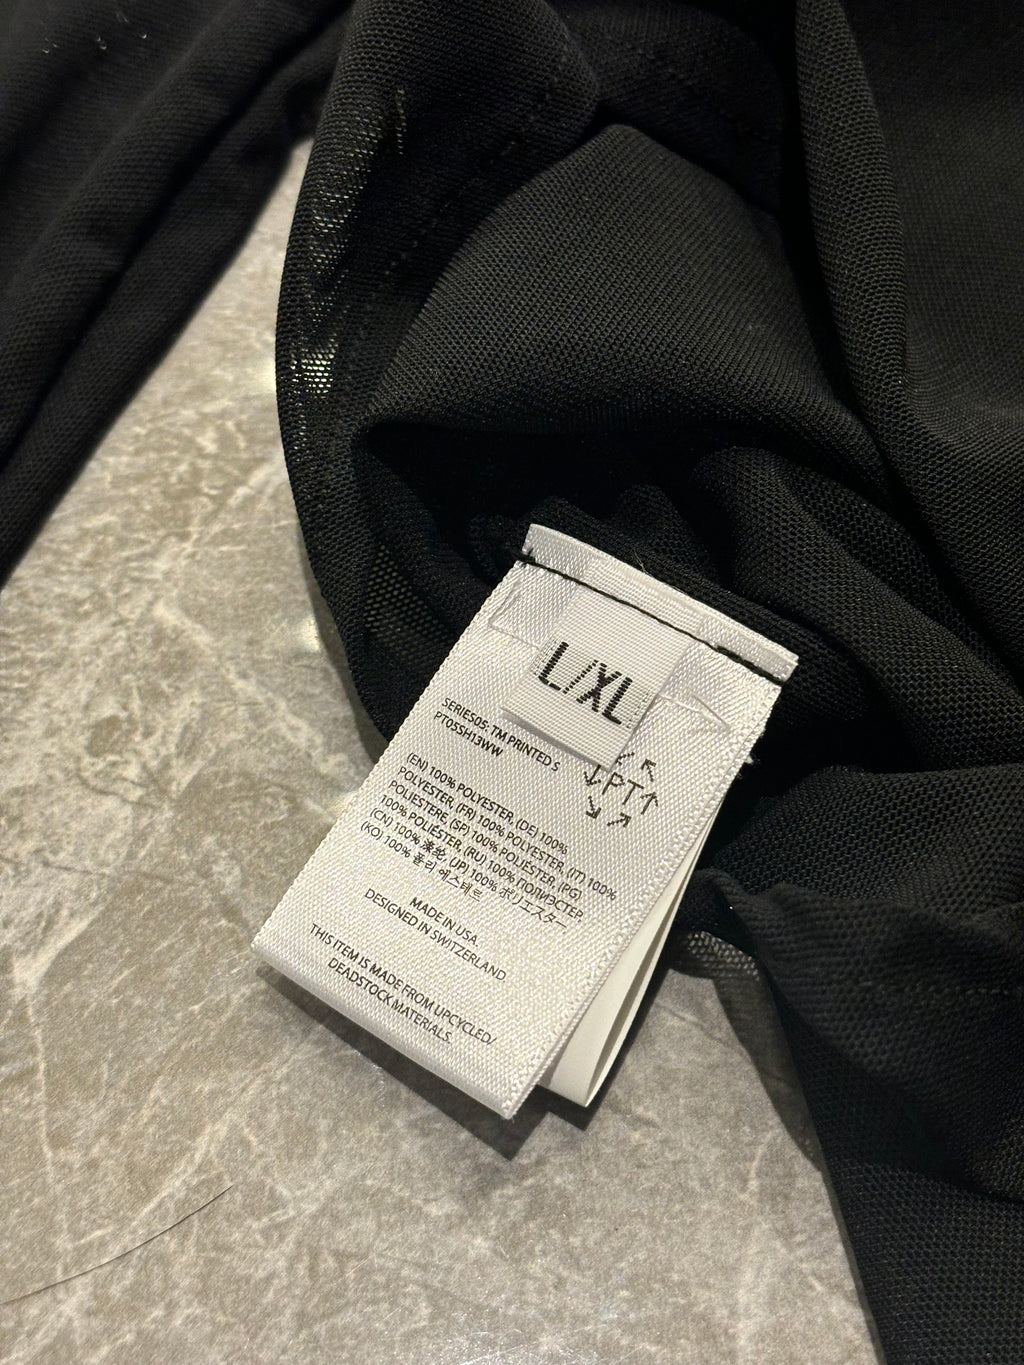 L/XL
SERIES05: TM PRINTED S
PT05SH13WW
PT
(EN) 100% POLYESTER, (DE) 100%
POLYESTER, (FR) 100% POLYESTER, (IT) 100%
POLIESTERE, (SP) 100% POLIÉSTER, (PG)
100% POLIÉSTER, (RU) 100% ПОЛИЭСТЕР
(CN) 100% 涤纶, (JP) 100% ポリエステル
(KO) 100% 폴리 에스테르
MADE IN USA.
DESIGNED IN SWITZERLAND.
THIS ITEM IS MADE FROM UPCYCLED/
DEADSTOCK MATERIALS.